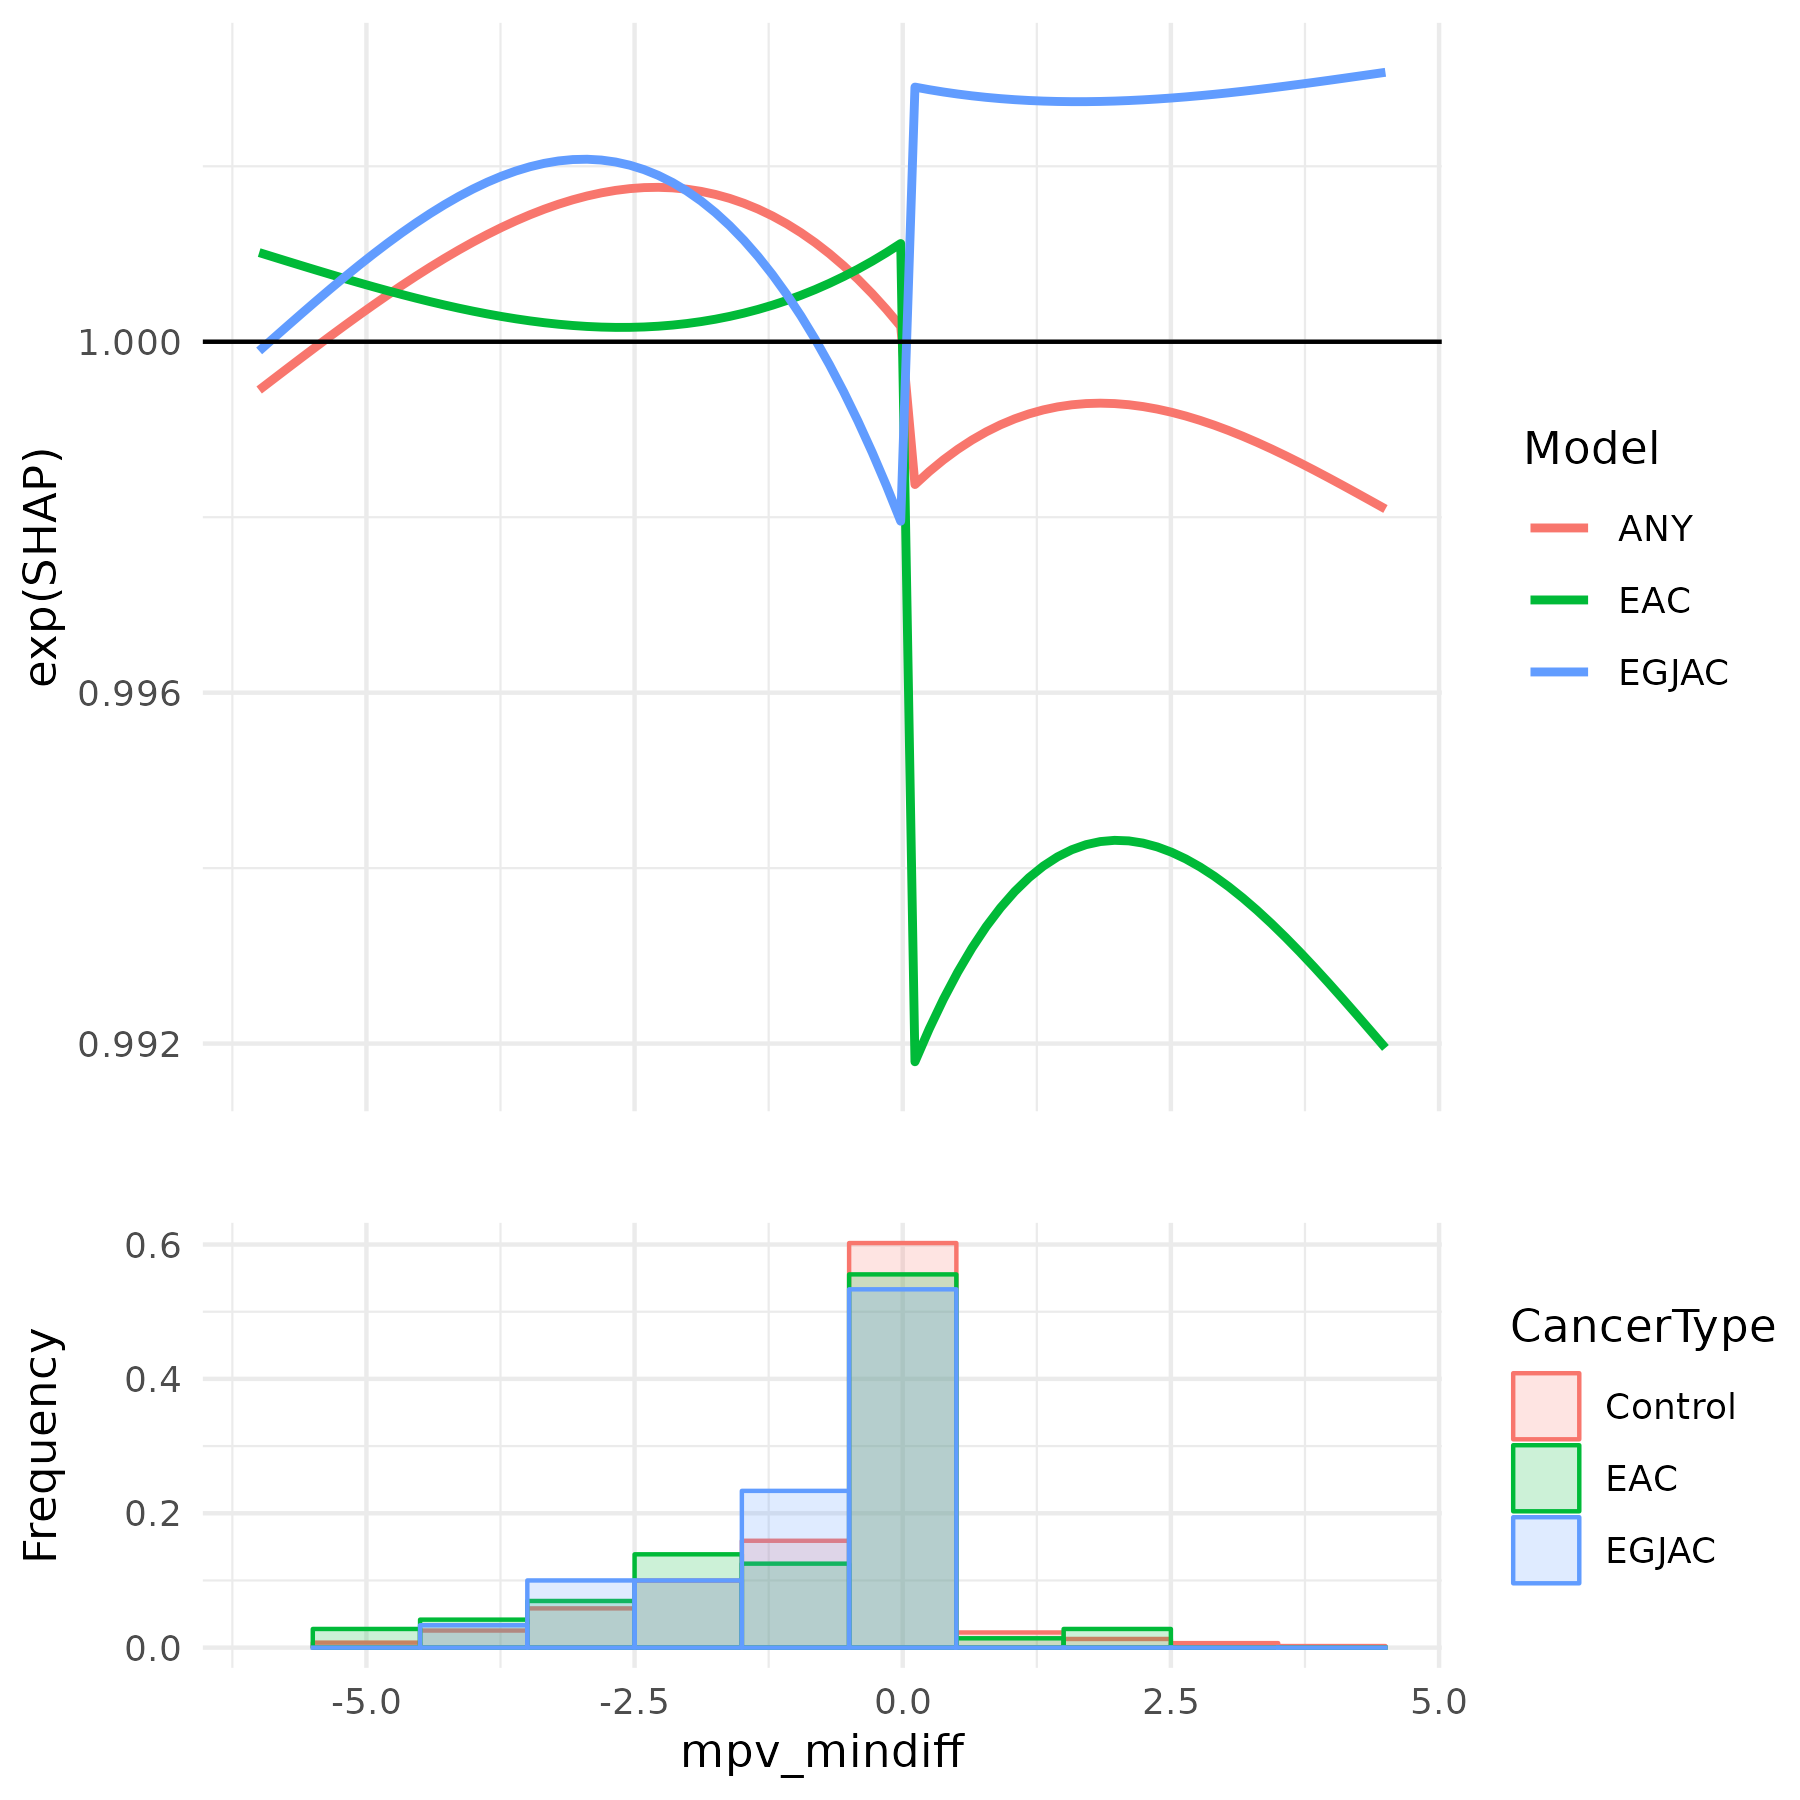 exp(SHAP)
1.000
0.996
0.992
Model
ANY
EAC
EGJAC
Frequency
0.6
0.4
0.2
0.0
-5.0 -2.5 0.0 2.5 5.0
mpv_mindiff
CancerType
Control
EAC
EGJAC